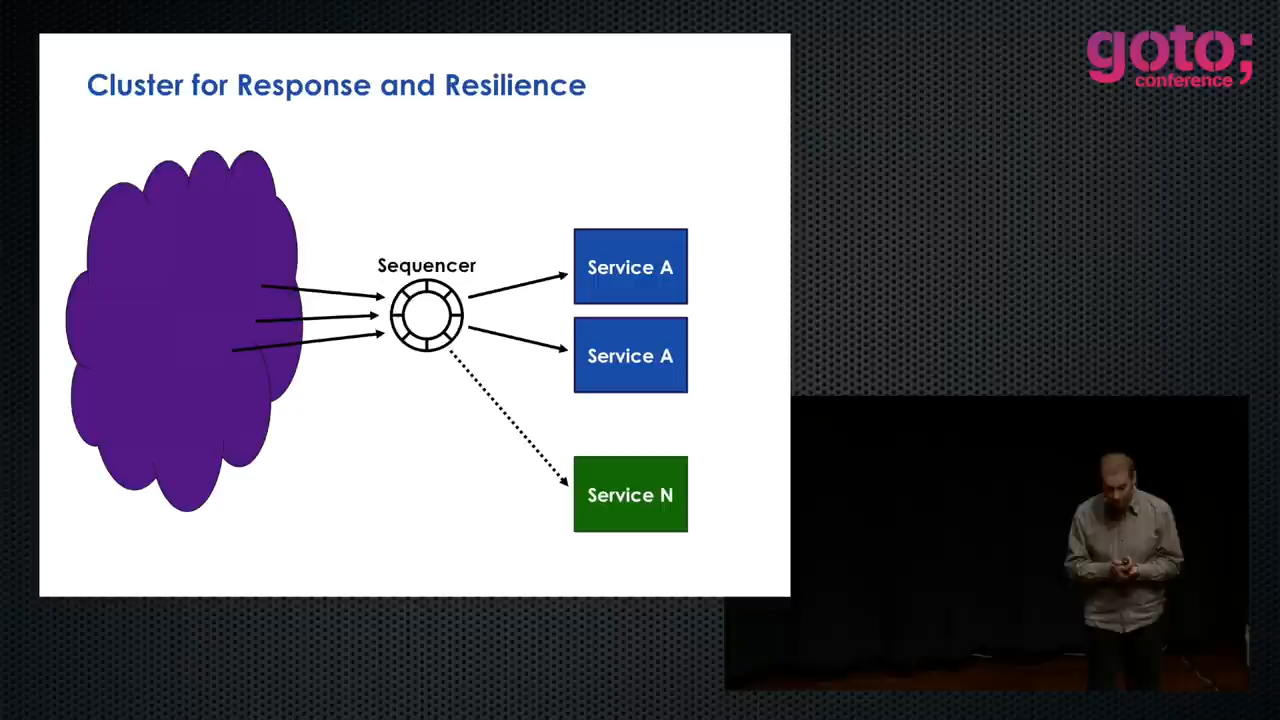 goto;
conference
Cluster for Response and Resilience
Sequencer
Service A
Service A
Service N